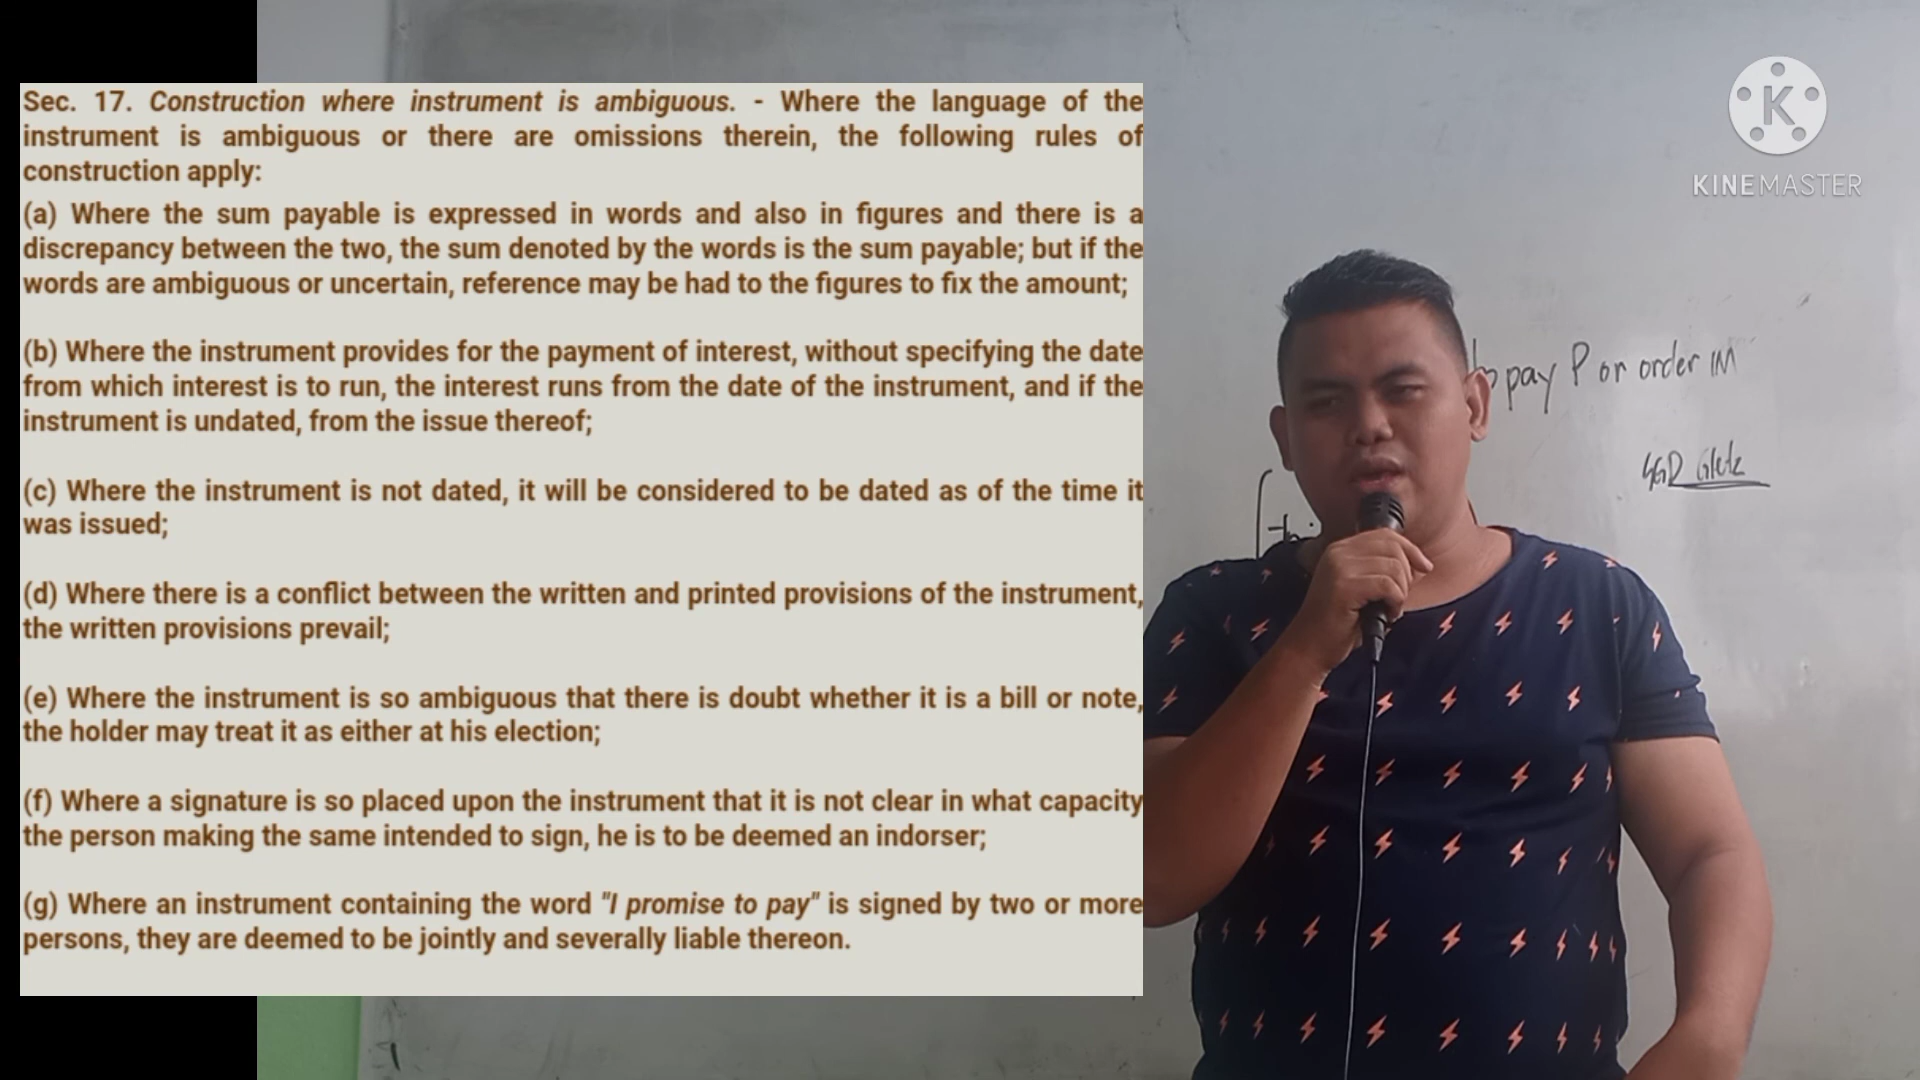 Sec. 17. Construction where instrument is ambiguous. - Where the language of the
instrument is ambiguous or there are omissions therein, the following rules of
construction apply:
(a) Where the sum payable is expressed in words and also in figures and there is a
discrepancy between the two, the sum denoted by the words is the sum payable; but if the
words are ambiguous or uncertain, reference may be had to the figures to fix the amount;
(b) Where the instrument provides for the payment of interest, without specifying the date
from which interest is to run, the interest runs from the date of the instrument, and if the
instrument is undated, from the issue thereof;
(c) Where the instrument is not dated, it will be considered to be dated as of the time it
was issued;
(d) Where there is a conflict between the written and printed provisions of the instrument,
the written provisions prevail;
(e) Where the instrument is so ambiguous that there is doubt whether it is a bill or note,
the holder may treat it as either at his election;
(f) Where a signature is so placed upon the instrument that it is not clear in what capacity
the person making the same intended to sign, he is to be deemed an indorser;
(g) Where an instrument containing the word "I promise to pay" is signed by two or more
persons, they are deemed to be jointly and severally liable thereon.
K
KINEMASTER
to pay P or order 1M
SGD